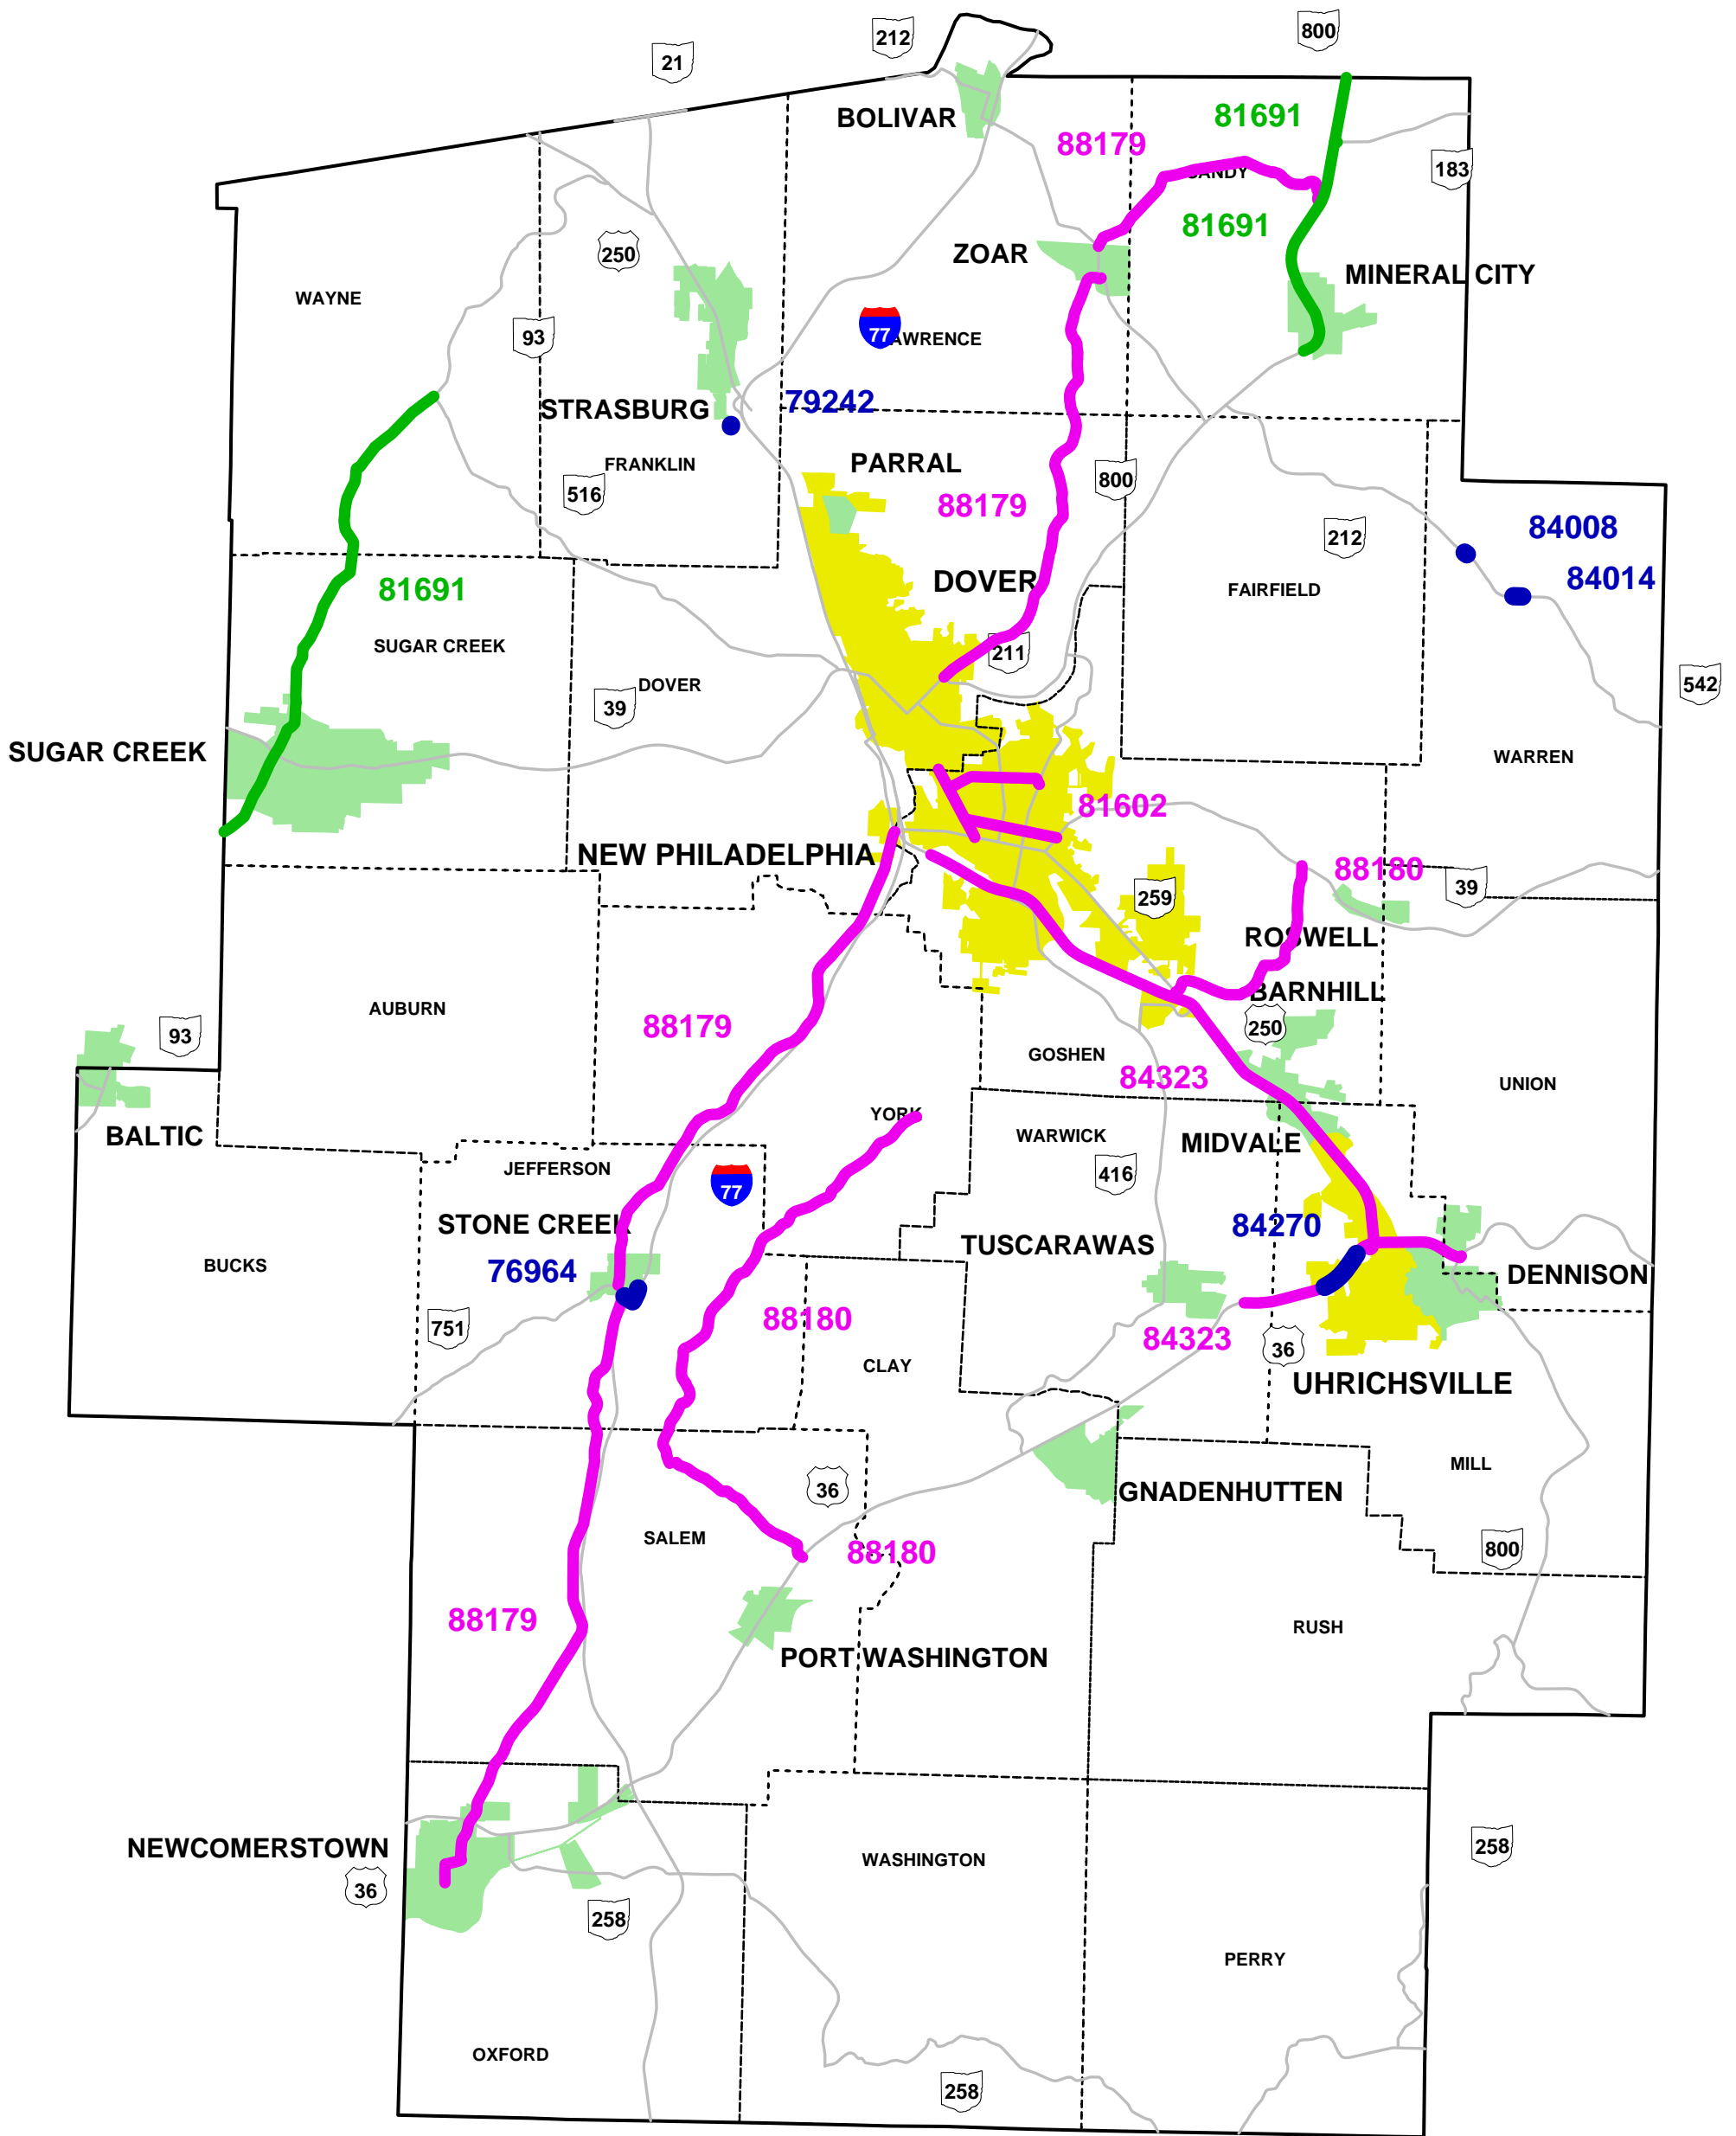 800
212
21
81691
BOLIVAR
88179
183
SANDY
81691
250
ZOAR
MINERAL CITY
WAYNE
93
77
AWRENCE
79242
STRASBURG
PARRAL
FRANKLIN
800
516
88179
84008
212
84014
DOVER
81691
FAIRFIELD
SUGAR CREEK
211
DOVER
542
39
SUGAR CREEK
WARREN
81602
NEW PHILADELPHIA
88180
39
259
ROSWELL
BARNHILL
AUBURN
88179
250
93
GOSHEN
84323
UNION
YORK
BALTIC
WARWICK
MIDVALE
JEFFERSON
416
77
STONE CREEK
84270
TUSCARAWAS
BUCKS
76964
DENNISON
88180
751
84323
36
CLAY
UHRICHSVILLE
MILL
36
GNADENHUTTEN
SALEM
88180
800
88179
RUSH
PORT WASHINGTON
NEWCOMERSTOWN
258
WASHINGTON
36
258
PERRY
OXFORD
258